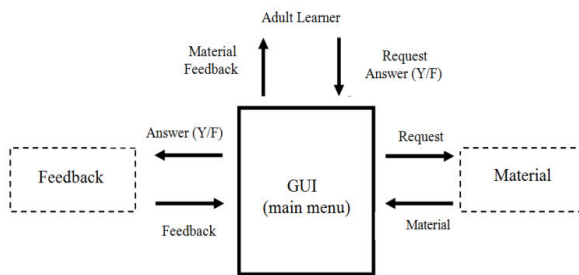 Adult Learner
Material
Feedback
Request
Answer (Y/F)
Answer (Y/F)
Request
Feedback
GUI
(main menu)
Material
Feedback
Material